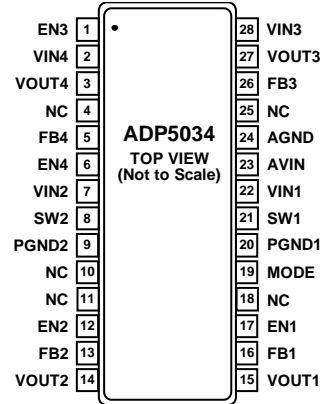 EN3 1 28 VIN3
VIN4 2 27 VOUT3
VOUT4 3 26 FB3
NC 4 25 NC
FB4 5 ADP5034 24 AGND
EN4 6 TOP VIEW 23 AVIN
VIN2 7 (Not to Scale) 22 VIN1
SW2 8 21 SW1
PGND2 9 20 PGND1
NC 10 19 MODE
NC 11 18 NC
EN2 12 17 EN1
FB2 13 16 FB1
VOUT2 14 15 VOUT1